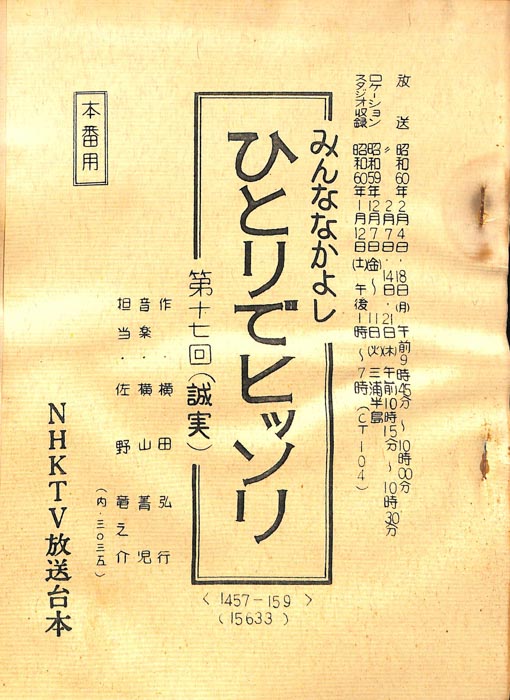 放送 昭和60年2月4日・18日(月)午前9時45分〜10時00分
〃 2月7日・14日・21日(木)午前10時15分〜10時30分
ロケーション 昭和59年12月7日(金)〜11日(火)三浦半島
スタジオ収録 昭和60年1月12日(土)午後1時〜7時(CT-104)
みんななかよし
ひとりでヒッソリ
第十七回(誠実)
作・横田弘行
音楽・横山菁児
担当・佐野竜之介
(内・三〇三五)
本番用
NHKTV放送台本
<1457-159>
(15633)